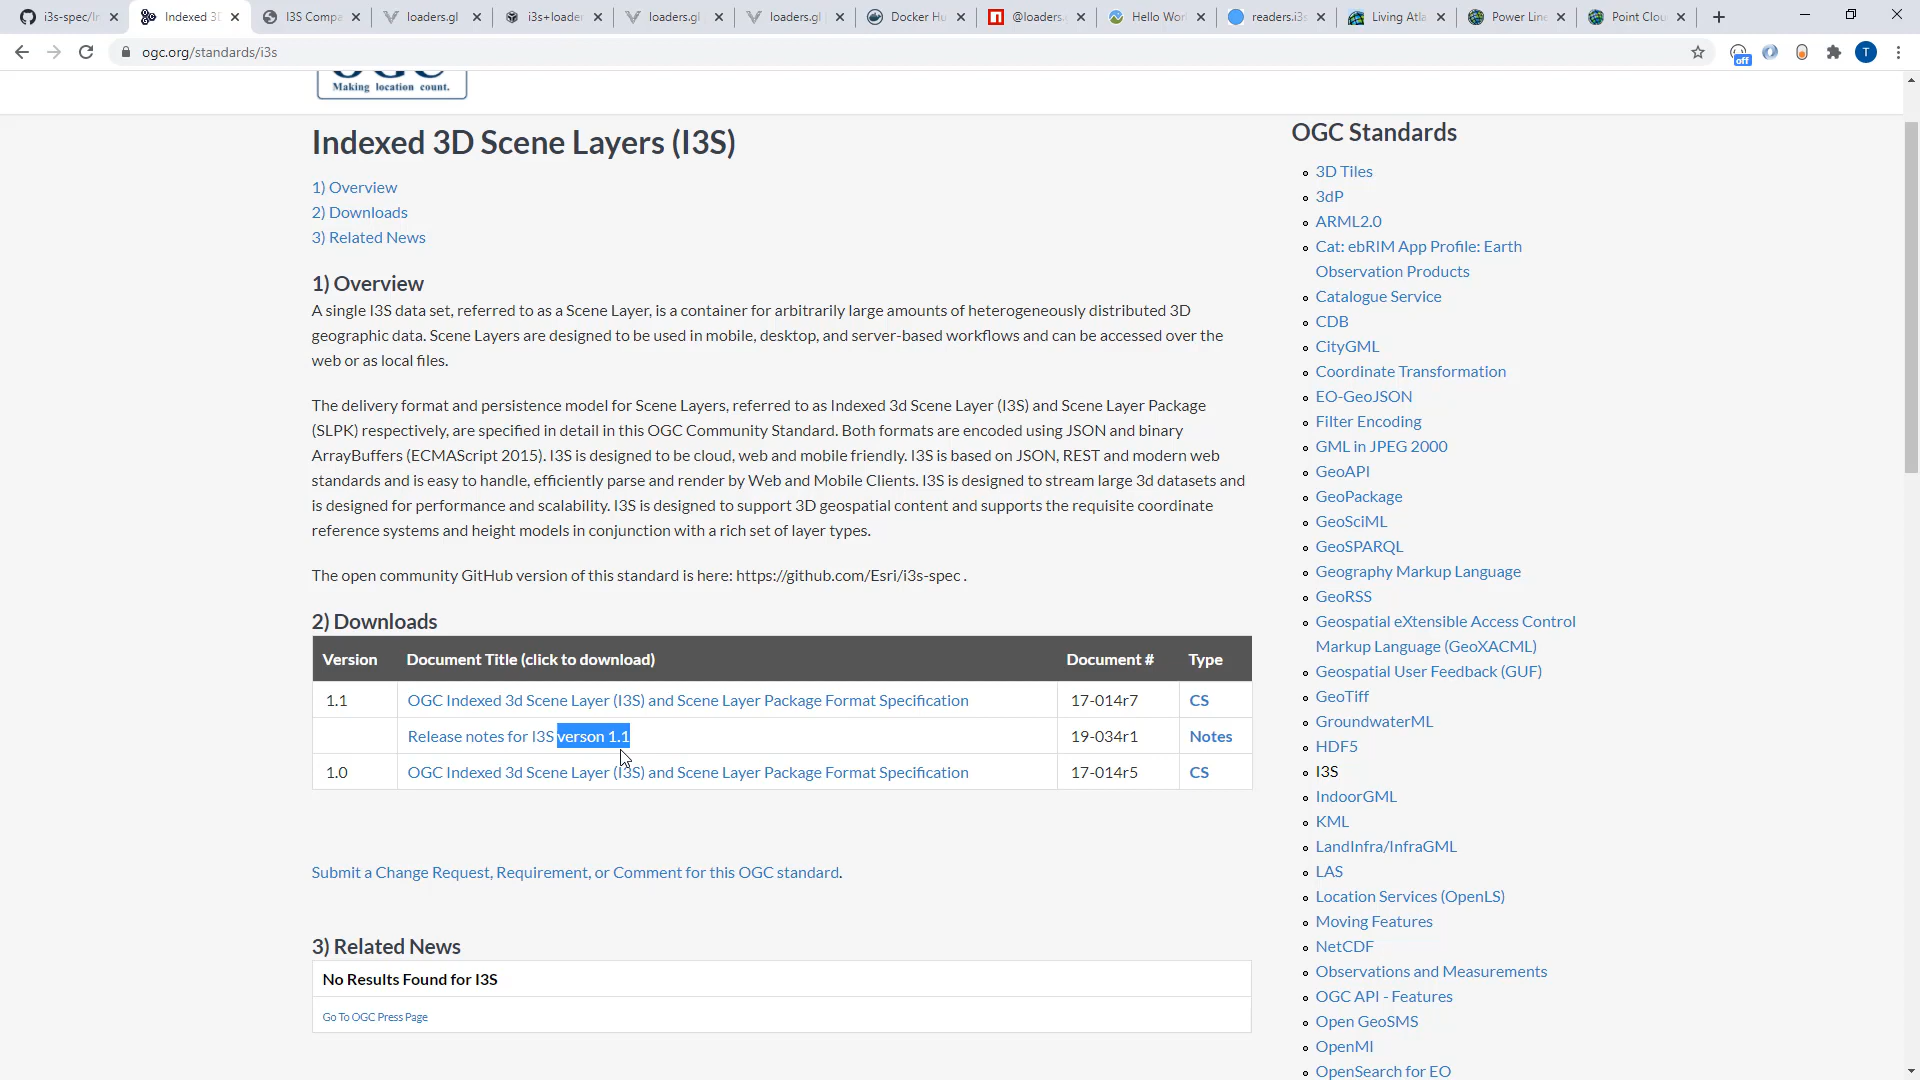 i3s-spec/in
Indexed 3D
I3S Compa
loaders.gl
i3s+loader
loaders.gl
loaders.gl
Docker Hu
@loaders.
Hello Wor
readers.i3s
Living Atla
Power Line
Point Clou
ogc.org/standards/i3s
off
T
OGC
Making location count.
Indexed 3D Scene Layers (I3S)
1) Overview
2) Downloads
3) Related News
1) Overview
A single I3S data set, referred to as a Scene Layer, is a container for arbitrarily large amounts of heterogeneously distributed 3D
geographic data. Scene Layers are designed to be used in mobile, desktop, and server-based workflows and can be accessed over the
web or as local files.
The delivery format and persistence model for Scene Layers, referred to as Indexed 3d Scene Layer (I3S) and Scene Layer Package
(SLPK) respectively, are specified in detail in this OGC Community Standard. Both formats are encoded using JSON and binary
ArrayBuffers (ECMAScript 2015). I3S is designed to be cloud, web and mobile friendly. I3S is based on JSON, REST and modern web
standards and is easy to handle, efficiently parse and render by Web and Mobile Clients. I3S is designed to stream large 3d datasets and
is designed for performance and scalability. I3S is designed to support 3D geospatial content and supports the requisite coordinate
reference systems and height models in conjunction with a rich set of layer types.
The open community GitHub version of this standard is here: https://github.com/Esri/i3s-spec .
2) Downloads
Version Document Title (click to download) Document # Type
1.1 OGC Indexed 3d Scene Layer (I3S) and Scene Layer Package Format Specification 17-014r7 CS
Release notes for I3S verson 1.1 19-034r1 Notes
1.0 OGC Indexed 3d Scene Layer (I3S) and Scene Layer Package Format Specification 17-014r5 CS
Submit a Change Request, Requirement, or Comment for this OGC standard.
3) Related News
No Results Found for I3S
Go To OGC Press Page
OGC Standards
3D Tiles
3dP
ARML2.0
Cat: ebRIM App Profile: Earth
Observation Products
Catalogue Service
CDB
CityGML
Coordinate Transformation
EO-GeoJSON
Filter Encoding
GML in JPEG 2000
GeoAPI
GeoPackage
GeoSciML
GeoSPARQL
Geography Markup Language
GeoRSS
Geospatial eXtensible Access Control
Markup Language (GeoXACML)
Geospatial User Feedback (GUF)
GeoTiff
GroundwaterML
HDF5
I3S
IndoorGML
KML
LandInfra/InfraGML
LAS
Location Services (OpenLS)
Moving Features
NetCDF
Observations and Measurements
OGC API - Features
Open GeoSMS
OpenMI
OpenSearch for EO